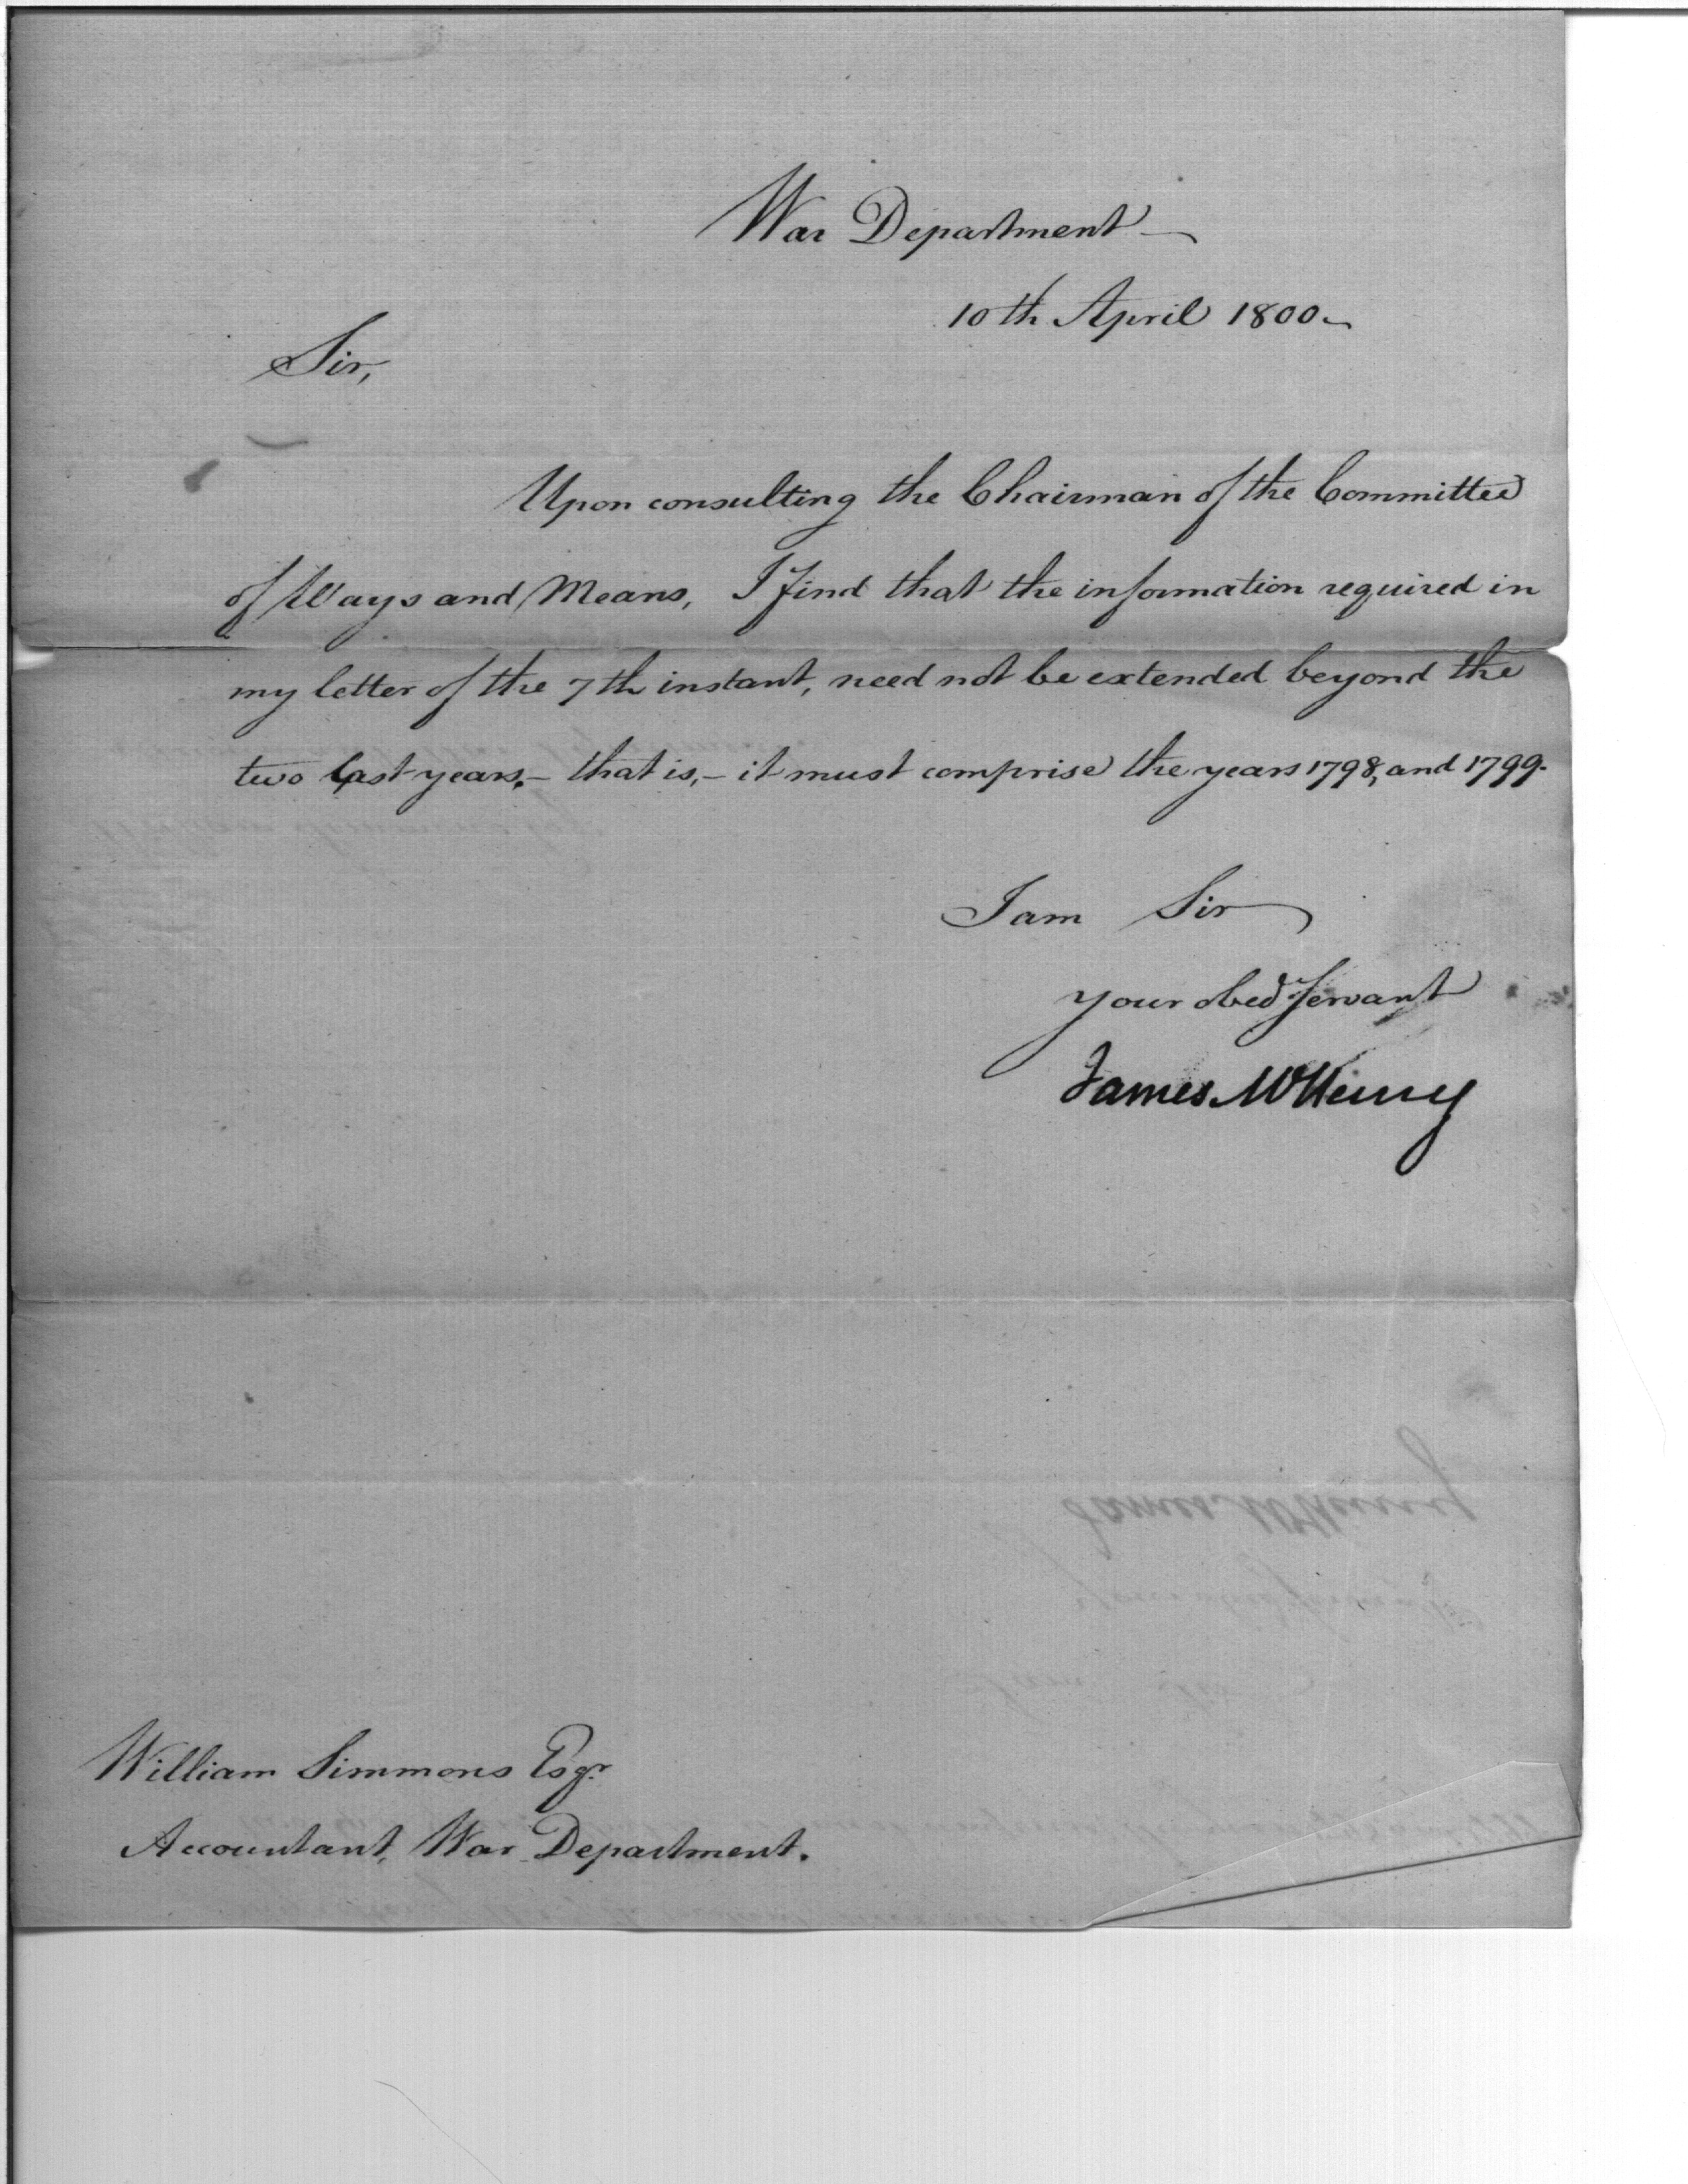 War Department
10th April 1800
Sir,
Upon consulting the Chairman of the Committee
of Ways and Means, I find that the information required in
my letter of the 7th instant, need not be extended beyond the
two last years,— that is,— it must comprise the years 1798, and 1799.
I am Sir
your obed Servant
James McHenry
William Simmons Esqr.
Accountant, War Department.